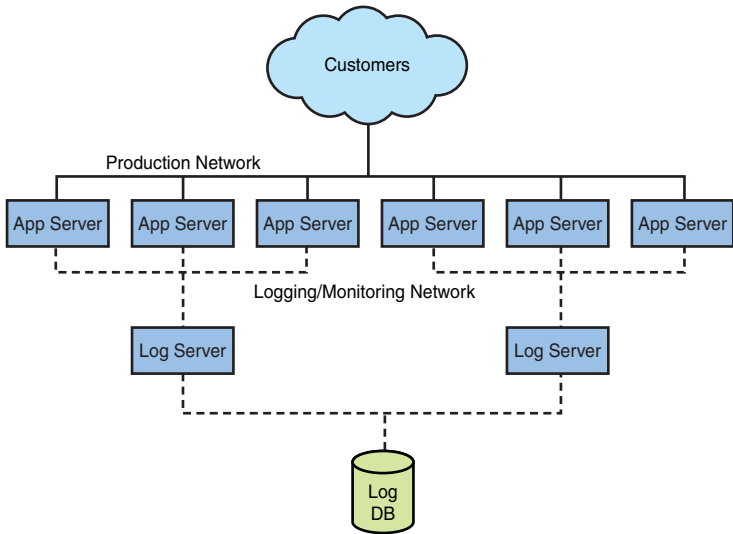 Customers
Production Network
App Server
App Server
App Server
App Server
App Server
App Server
Logging/Monitoring Network
Log Server
Log Server
Log
DB